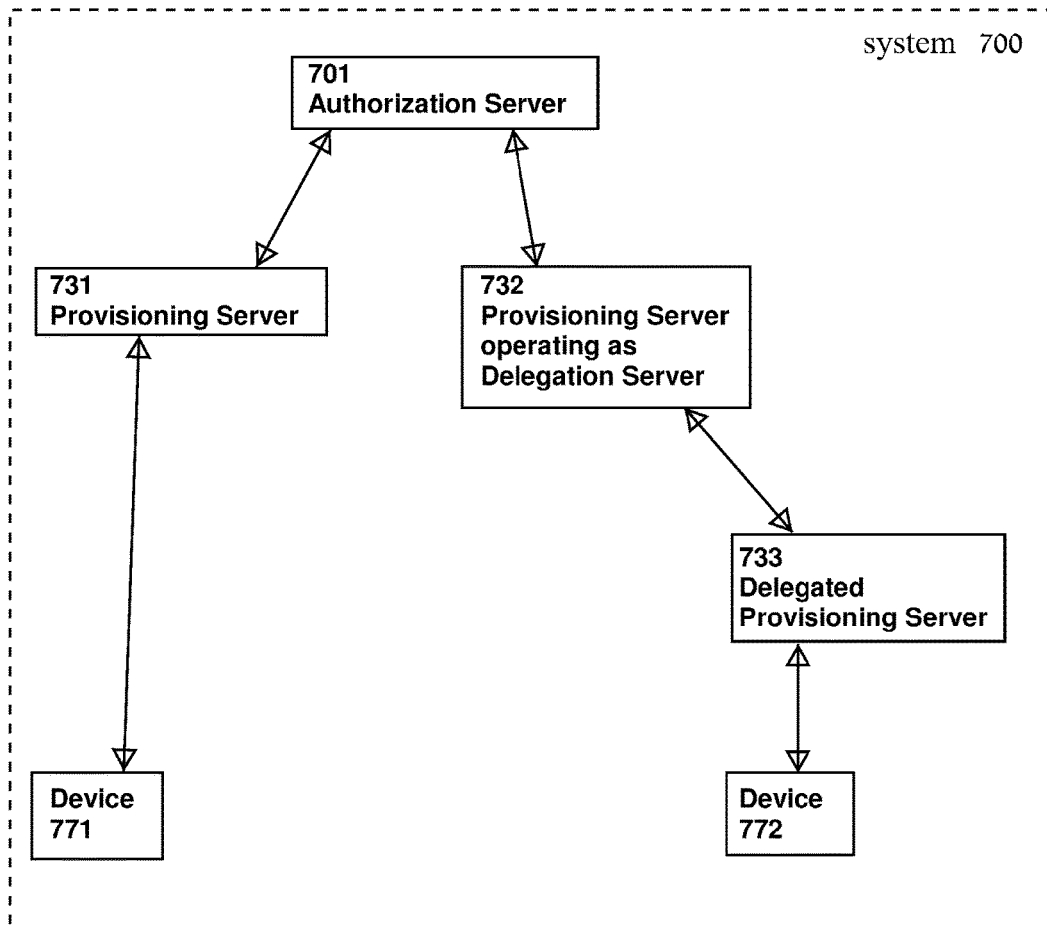 system 700
701
Authorization Server
731
Provisioning Server
732
Provisioning Server
operating as
Delegation Server
733
Delegated
Provisioning Server
Device
771
Device
772